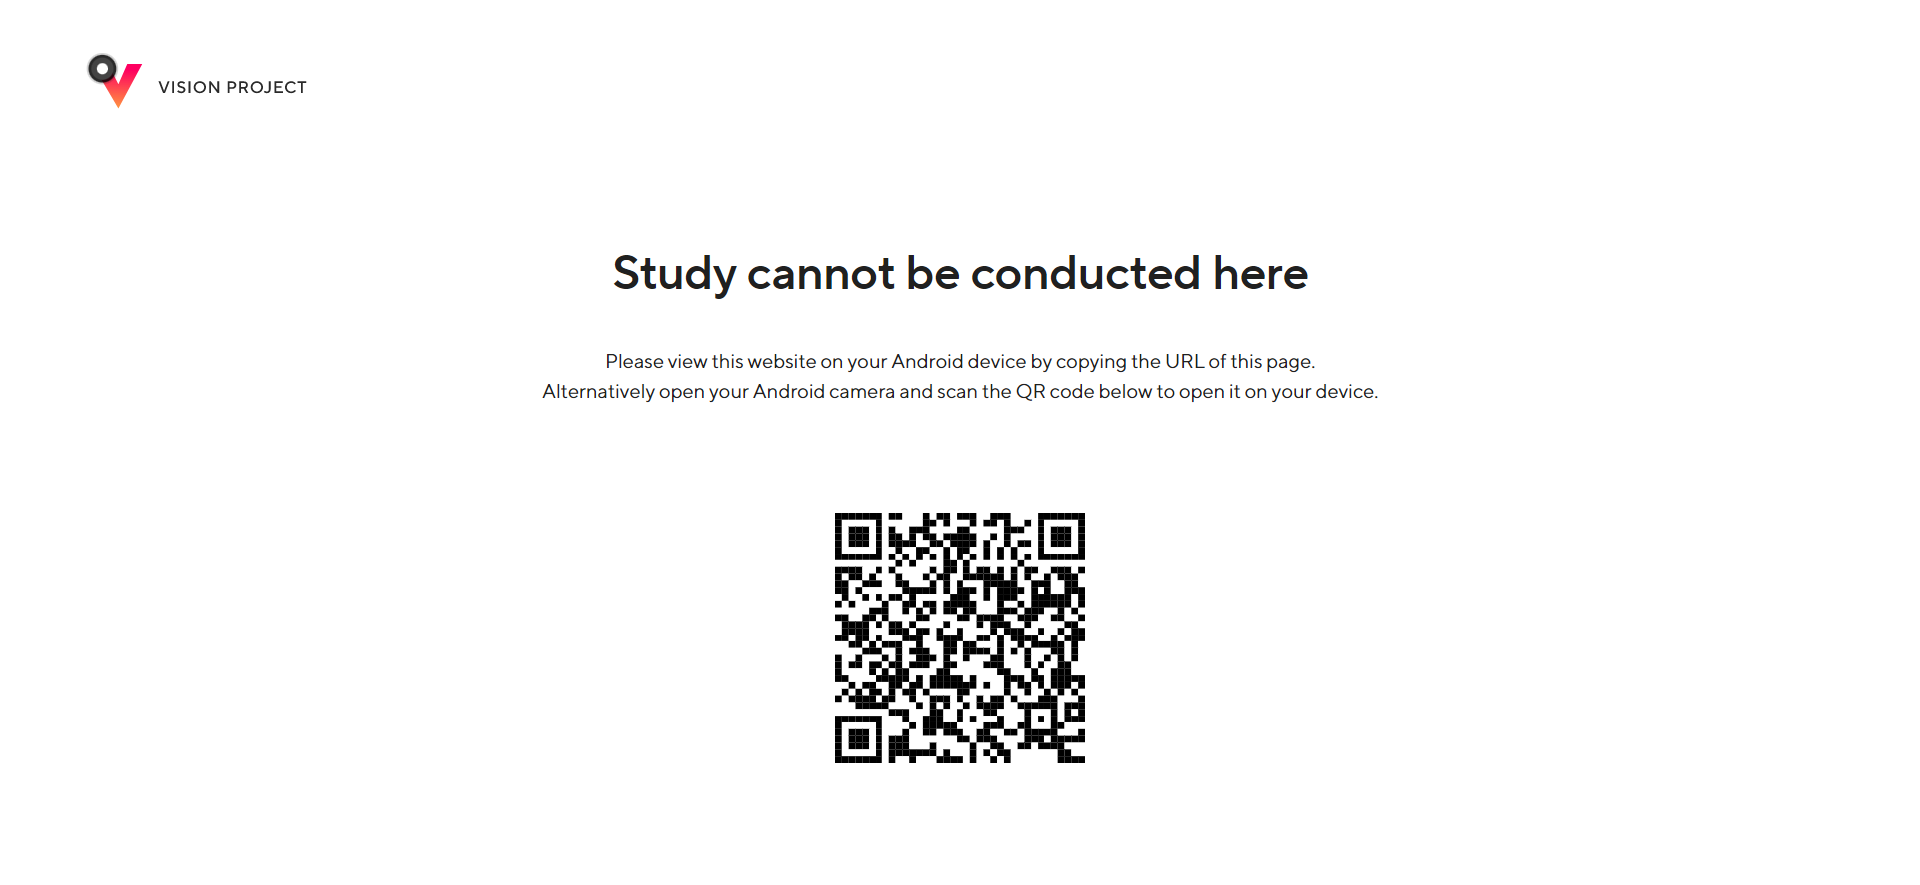 VISION PROJECT
Study cannot be conducted here
Please view this website on your Android device by copying the URL of this page.
Alternatively open your Android camera and scan the QR code below to open it on your device.